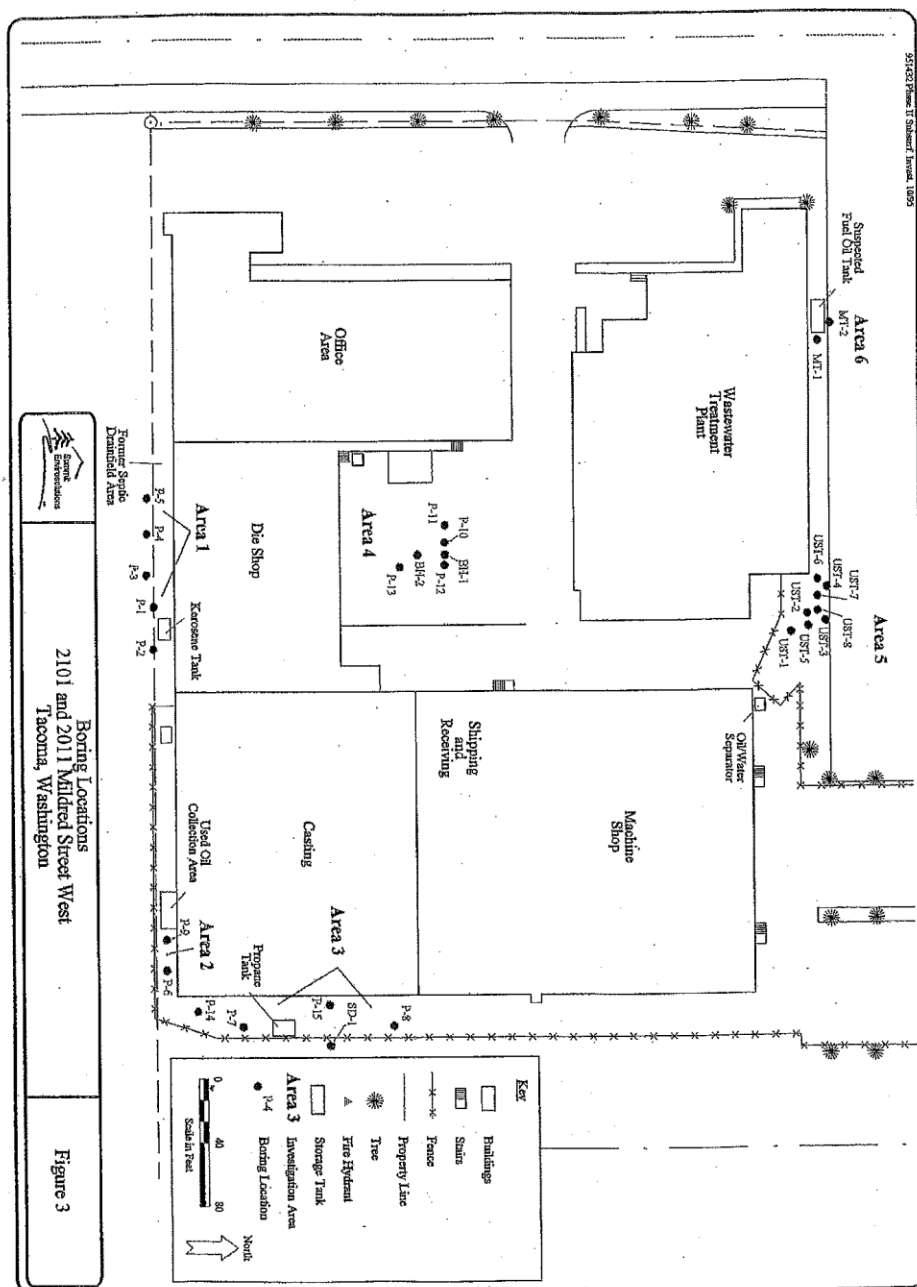 951432 Phase II Subsurf. Invest. 10/95
Suspected
Fuel Oil Tank
Area 6
MT-2
MT-1
Wastewater
Treatment
Plant
UST-6
UST-4
UST-7
UST-2
UST-8
UST-3
UST-5
UST-1
Area 5
Oil/Water
Separator
Office
Area
Area 4
P-11
P-10
BH-1
P-12
BH-2
P-13
Shipping
and
Receiving
Machine
Shop
Die Shop
Casting
Former Septic
Drainfield Area
P-5
P-4
Area 1
P-3
P-1
Kerosene Tank
P-2
Used Oil
Collection Area
P-9
Area 2
P-6
Area 3
Propane
Tank
P-14
P-7
P-15
SD-1
P-8
Key
Buildings
Stairs
Fence
Property Line
Tree
Fire Hydrant
Storage Tank
Area 3 Investigation Area
P-4 Boring Location
0 40 80
Scale in Feet
North
Summit
Envirosolutions
Boring Locations
2101 and 2011 Mildred Street West
Tacoma, Washington
Figure 3